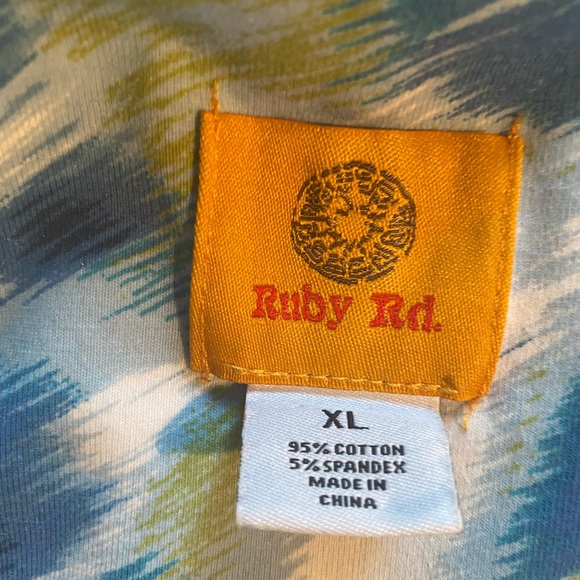 Ruby Rd.
XL
95% COTTON
5% SPANDEX
MADE IN
CHINA